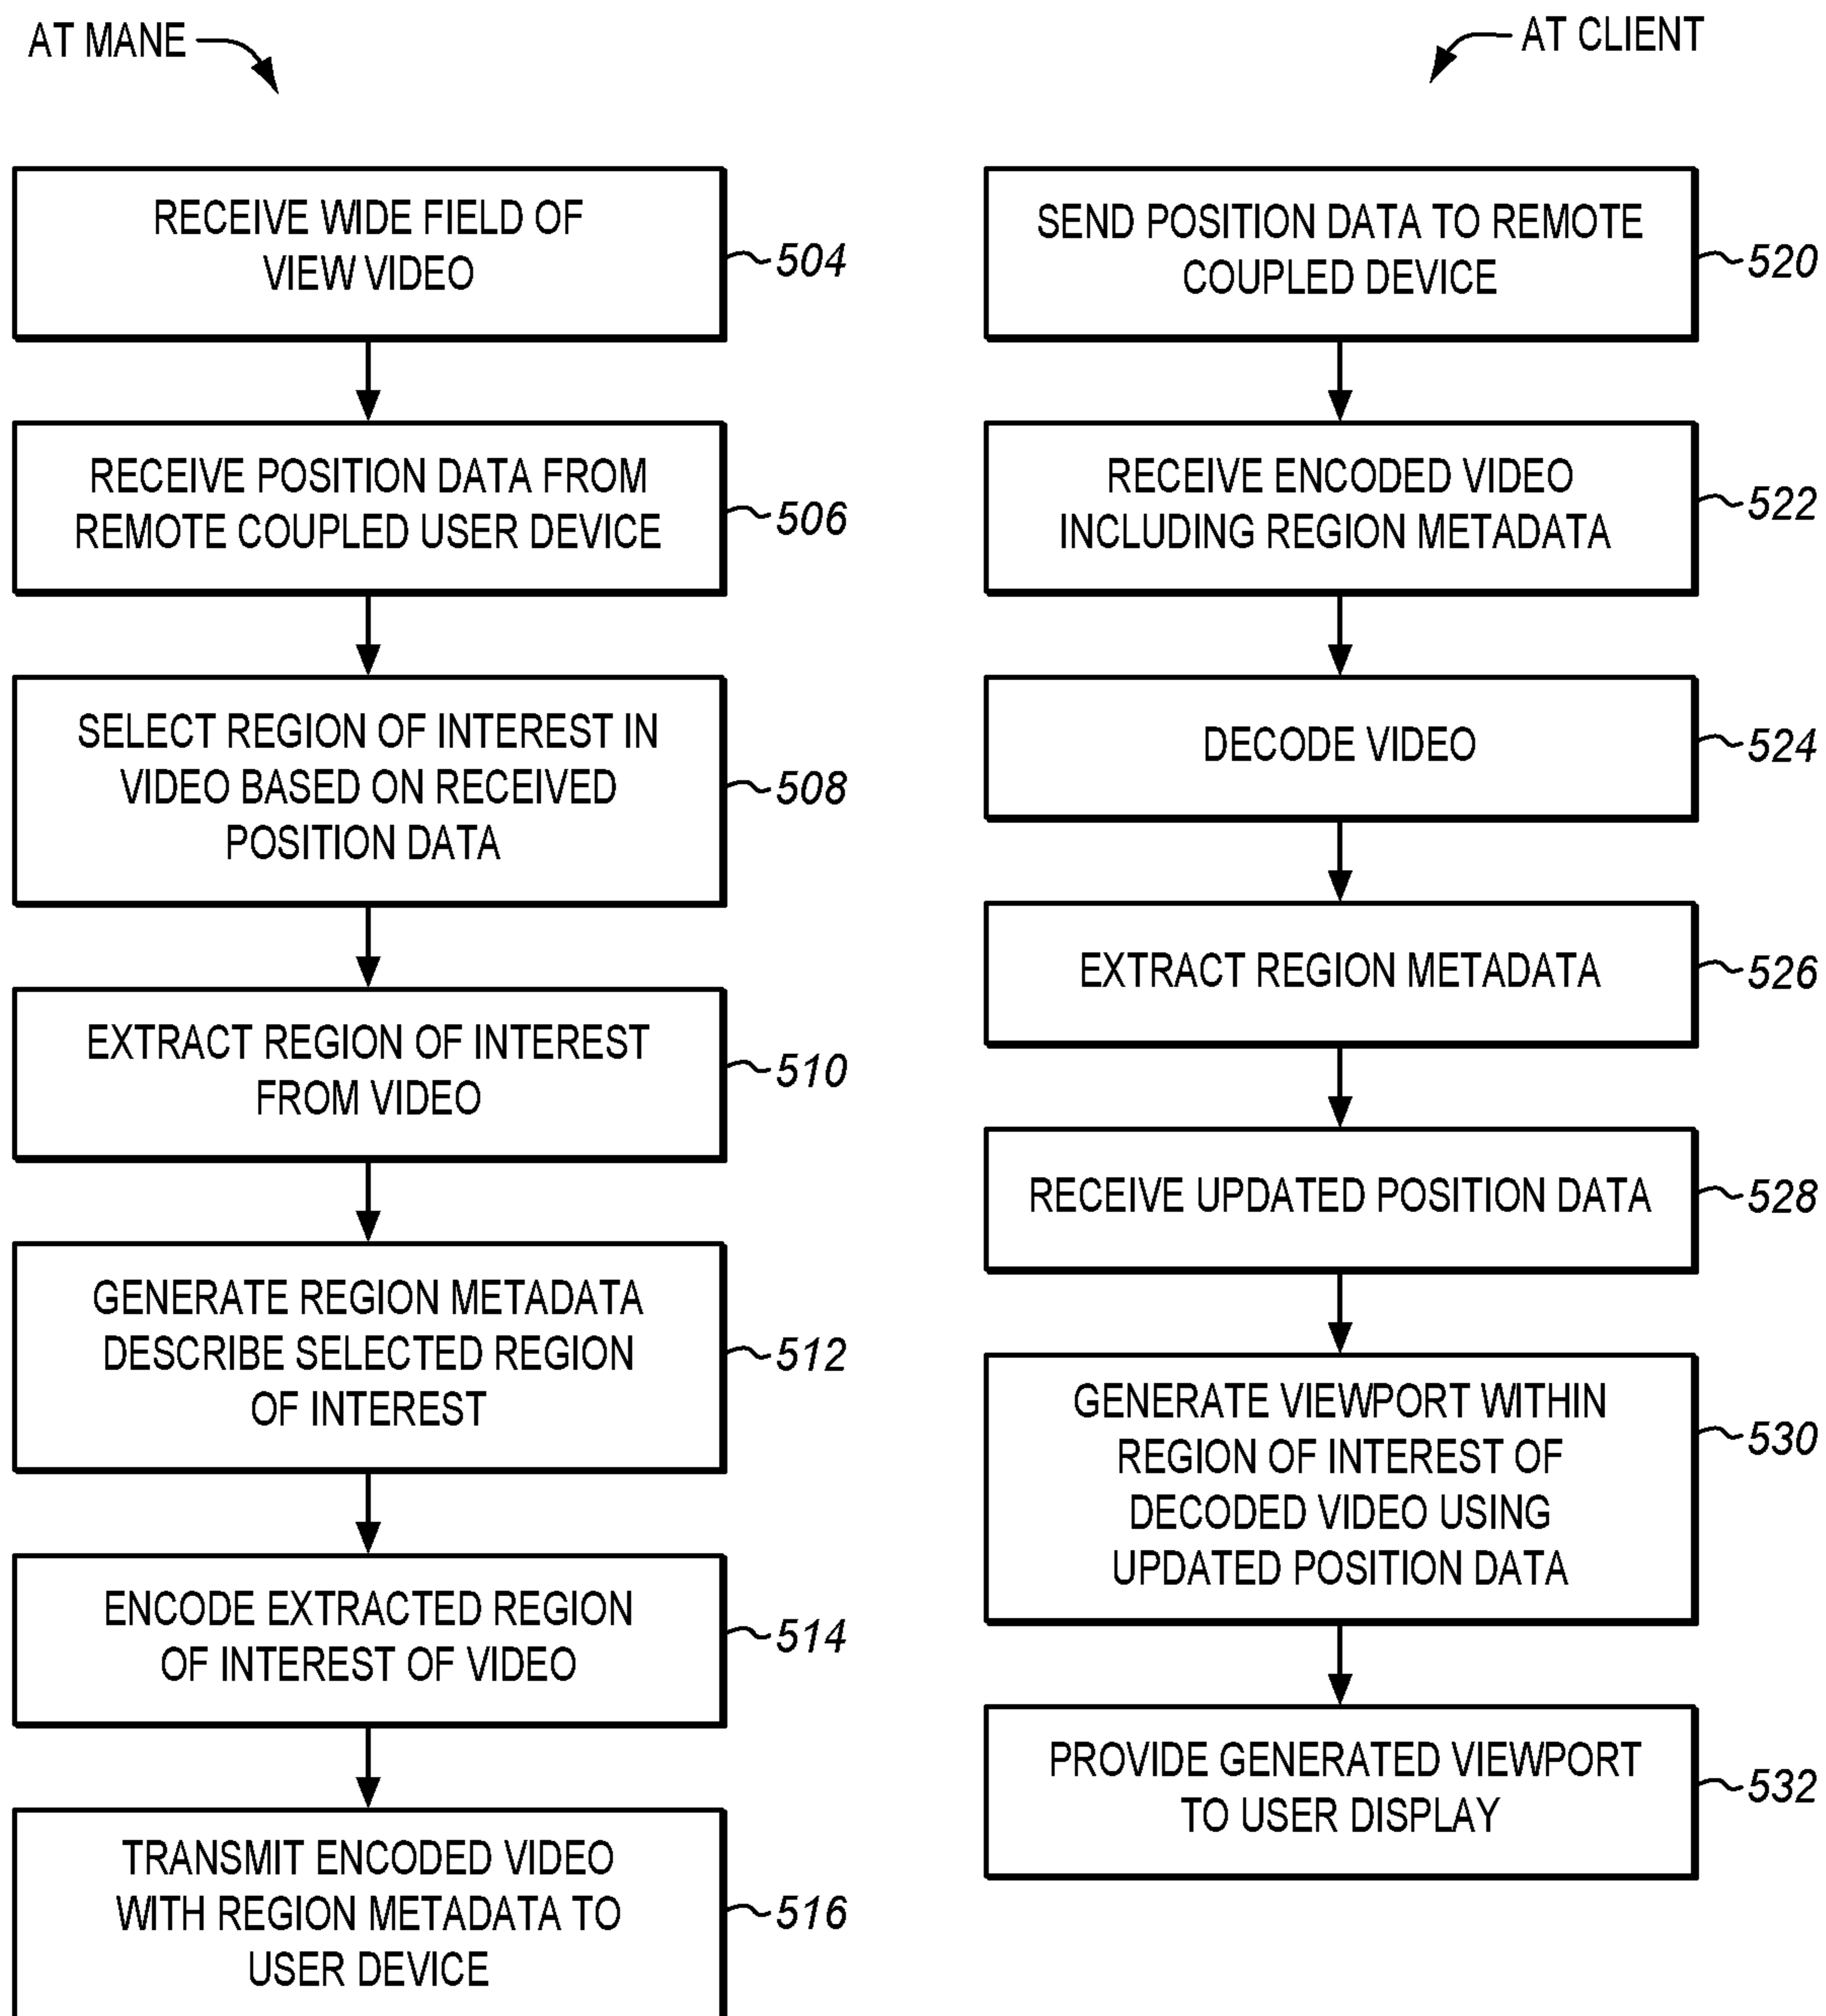 AT MANE
RECEIVE WIDE FIELD OF
VIEW VIDEO
504
RECEIVE POSITION DATA FROM
REMOTE COUPLED USER DEVICE
506
SELECT REGION OF INTEREST IN
VIDEO BASED ON RECEIVED
POSITION DATA
508
EXTRACT REGION OF INTEREST
FROM VIDEO
510
GENERATE REGION METADATA
DESCRIBE SELECTED REGION
OF INTEREST
512
ENCODE EXTRACTED REGION
OF INTEREST OF VIDEO
514
TRANSMIT ENCODED VIDEO
WITH REGION METADATA TO
USER DEVICE
516
AT CLIENT
SEND POSITION DATA TO REMOTE
COUPLED DEVICE
520
RECEIVE ENCODED VIDEO
INCLUDING REGION METADATA
522
DECODE VIDEO
524
EXTRACT REGION METADATA
526
RECEIVE UPDATED POSITION DATA
528
GENERATE VIEWPORT WITHIN
REGION OF INTEREST OF
DECODED VIDEO USING
UPDATED POSITION DATA
530
PROVIDE GENERATED VIEWPORT
TO USER DISPLAY
532